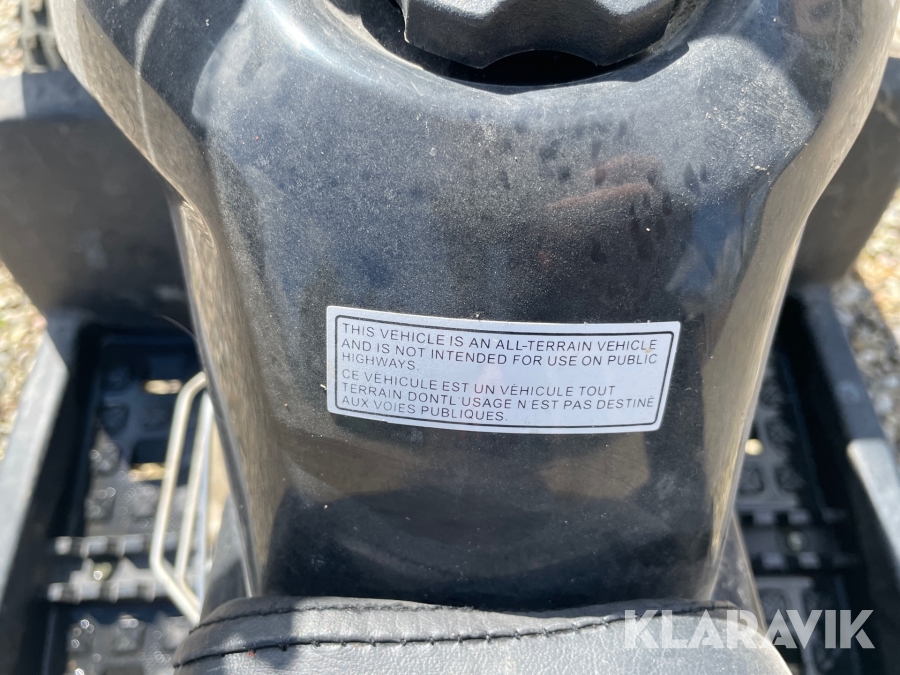 THIS VEHICLE IS AN ALL-TERRAIN VEHICLE
AND IS NOT INTENDED FOR USE ON PUBLIC
HIGHWAYS.
CE VÉHICULE EST UN VÉHICULE TOUT
TERRAIN DONTL'USAGE N EST PAS DESTINÉ
AUX VOIES PUBLIQUES.
KLARAVIK